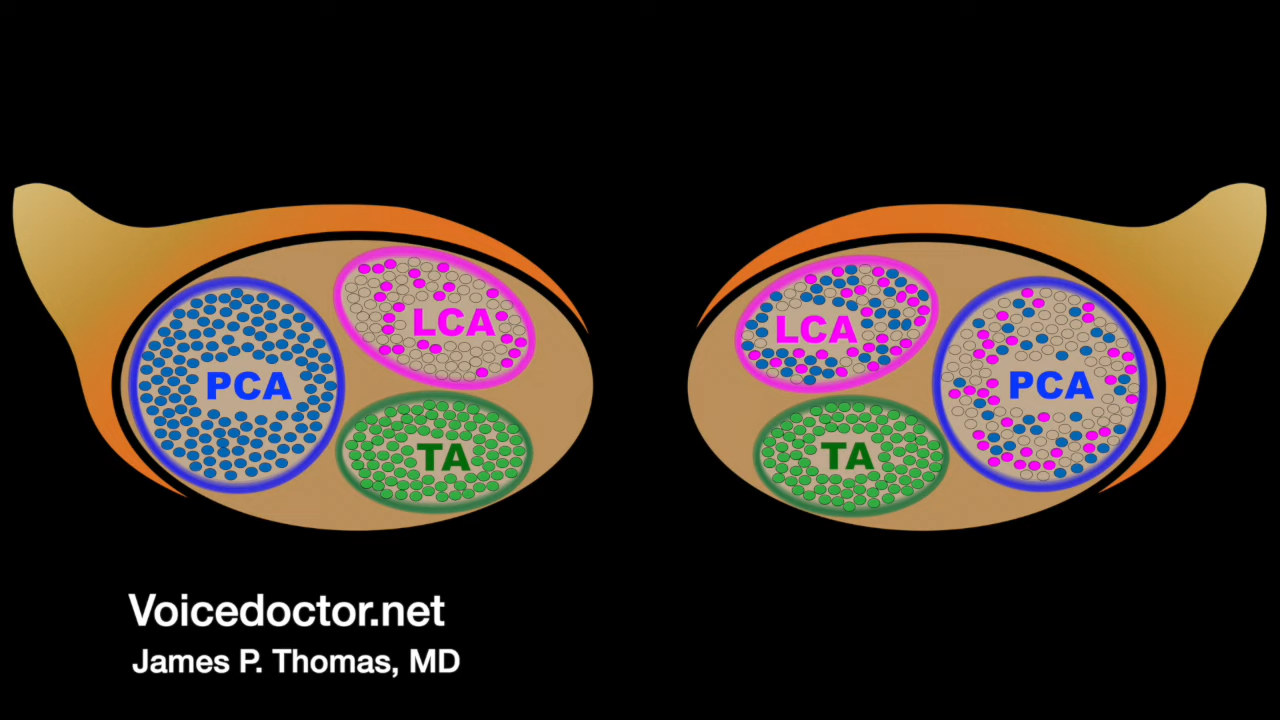 LCA
PCA
TA
LCA
PCA
TA
Voicedoctor.net
James P. Thomas, MD